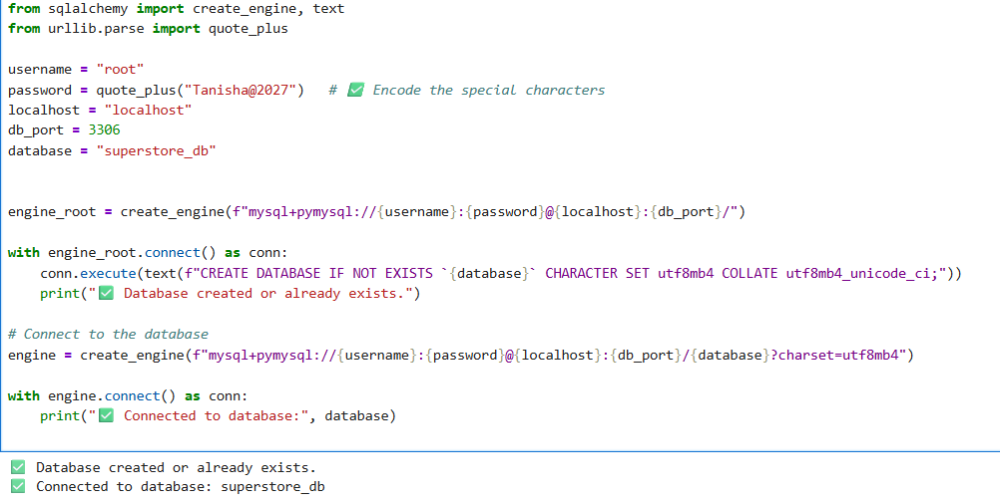 from sqlalchemy import create_engine, text
from urllib.parse import quote_plus
username = "root"
password = quote_plus("Tanisha@2027")   # ✅ Encode the special characters
localhost = "localhost"
db_port = 3306
database = "superstore_db"
engine_root = create_engine(f"mysql+pymysql://{username}:{password}@{localhost}:{db_port}/")
with engine_root.connect() as conn:
    conn.execute(text(f"CREATE DATABASE IF NOT EXISTS `{database}` CHARACTER SET utf8mb4 COLLATE utf8mb4_unicode_ci;"))
    print("✅ Database created or already exists.")
# Connect to the database
engine = create_engine(f"mysql+pymysql://{username}:{password}@{localhost}:{db_port}/{database}?charset=utf8mb4")
with engine.connect() as conn:
    print("✅ Connected to database:", database)
✅ Database created or already exists.
✅ Connected to database: superstore_db